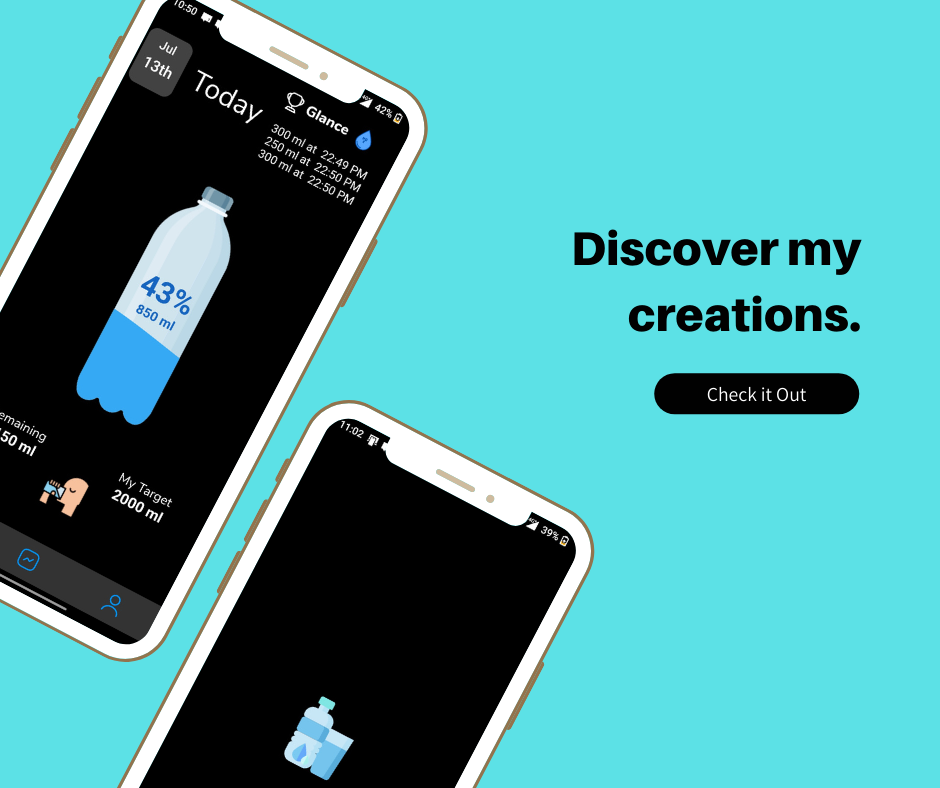 10:50
42%
Jul
13th
Today
Glance
300 ml at 22:49 PM
250 ml at 22:50 PM
300 ml at 22:50 PM
43%
850 ml
emaining
50 ml
My Target
2000 ml
11:02
39%
Discover my
creations.
Check it Out